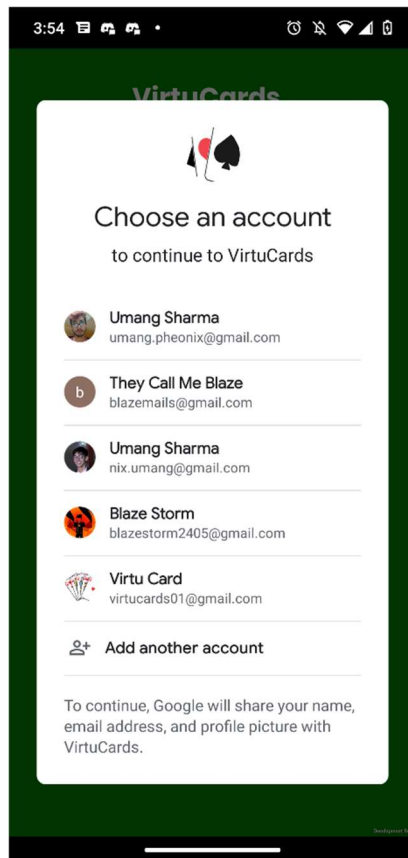 3:54
VirtuCards
Choose an account
to continue to VirtuCards
Umang Sharma
umang.pheonix@gmail.com
b
They Call Me Blaze
blazemails@gmail.com
Umang Sharma
nix.umang@gmail.com
Blaze Storm
blazestorm2405@gmail.com
Virtu Card
virtucards01@gmail.com
Add another account
To continue, Google will share your name,
email address, and profile picture with
VirtuCards.